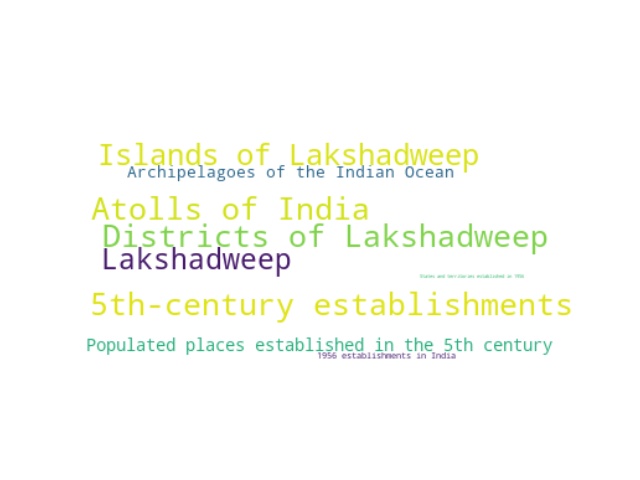 Islands of Lakshadweep
Archipelagoes of the Indian Ocean
Atolls of India
Districts of Lakshadweep
Lakshadweep
States and territories established in 1956
5th-century establishments
Populated places established in the 5th century
1956 establishments in India